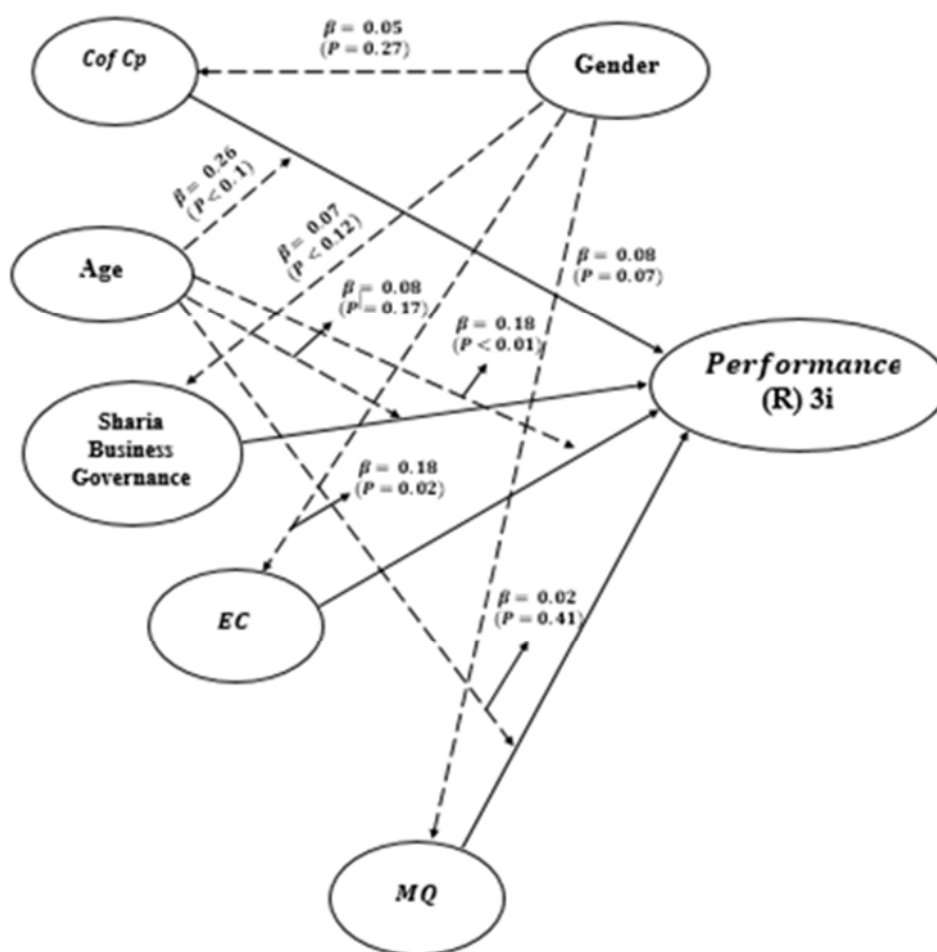 β = 0.05
(P = 0.27)
Cof Cp
Gender
β = 0.26
(P < 0.1)
β = 0.07
(P < 0.12)
β = 0.08
(P = 0.07)
Age
β = 0.08
(P = 0.17)
β = 0.18
(P < 0.01)
Performance
(R) 3i
Sharia
Business
Governance
β = 0.18
(P = 0.02)
EC
β = 0.02
(P = 0.41)
MQ